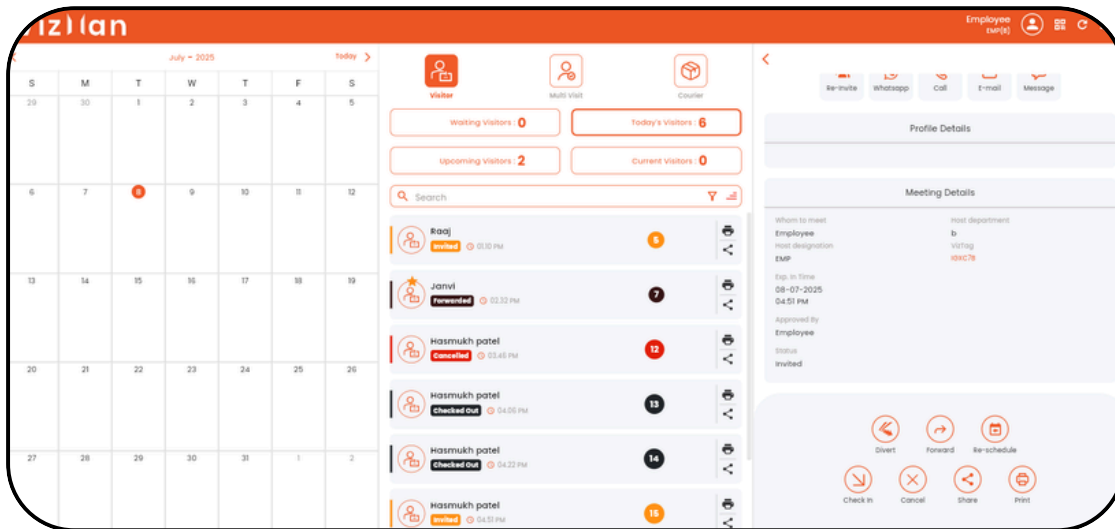 Employee
EMP(B)
July - 2025
Today
S M T W T F S
29 30 1 2 3 4 5
6 7 8 9 10 11 12
13 14 15 16 17 18 19
20 21 22 23 24 25 26
27 28 29 30 31 1 2
Visitor
Multi Visit
Courier
Waiting Visitors : 0
Today's Visitors : 6
Upcoming Visitors : 2
Current Visitors : 0
Search
Raaj
Invited 01.10 PM
5
Janvi
Forwarded 02.32 PM
7
Hasmukh patel
Cancelled 03.46 PM
12
Hasmukh patel
Checked Out 04.06 PM
13
Hasmukh patel
Checked Out 04.22 PM
14
Hasmukh patel
Invited 04.51 PM
15
Re-Invite
Whatsapp
Call
E-mail
Message
Profile Details
Meeting Details
Whom to meet
Employee
Host department
b
Host designation
EMP
VizTag
Exp. In Time
08-07-2025
04:51 PM
Approved By
Employee
Status
Invited
Divert
Forward
Re-schedule
Check In
Cancel
Share
Print